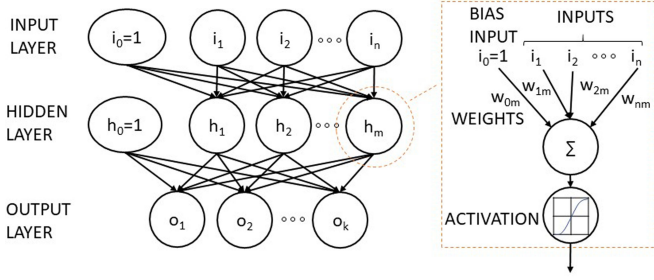 INPUT
LAYER
i₀=1 i₁ i₂ ∘∘∘ iₙ
HIDDEN
LAYER
h₀=1 h₁ h₂ ∘∘∘ hₘ
OUTPUT
LAYER
o₁ o₂ ∘∘∘ oₖ
BIAS
INPUT
INPUTS
i₀=1 i₁ i₂ ∘∘∘ iₙ
w₀ₘ w₁ₘ w₂ₘ wₙₘ
WEIGHTS
Σ
ACTIVATION